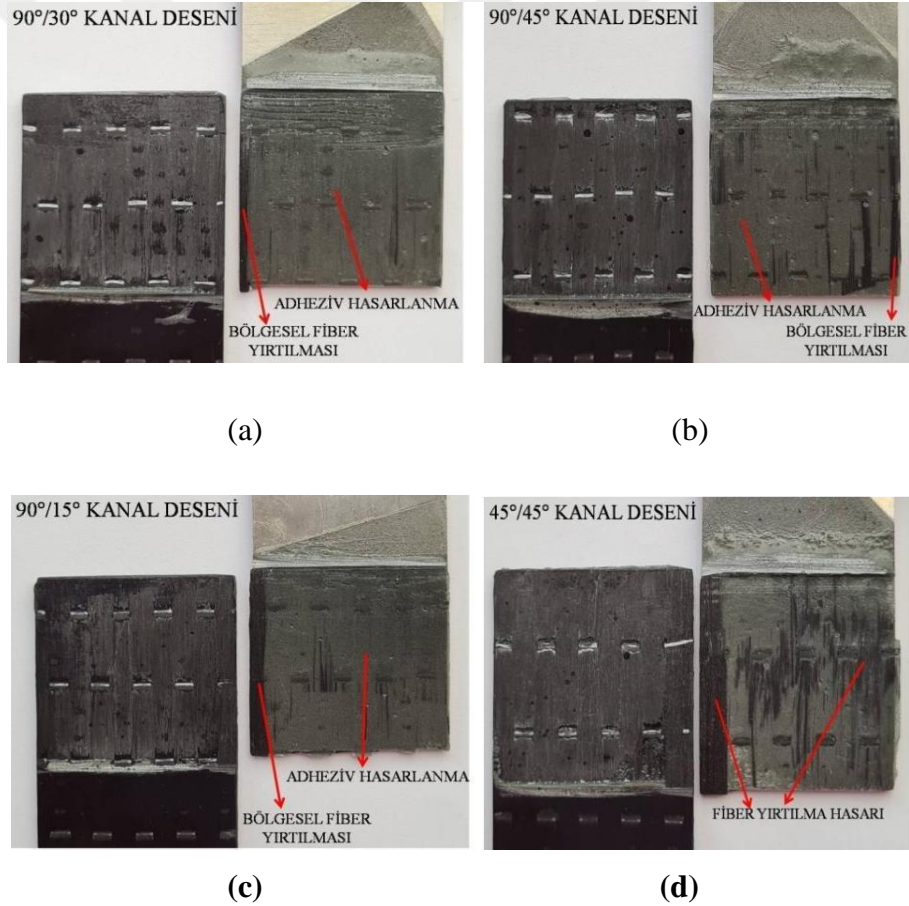 90°/30° KANAL DESENİ
ADHEZİV HASARLANMA
BÖLGESEL FİBER
YIRTILMASI
(a)
90°/45° KANAL DESENİ
ADHEZİV HASARLANMA
BÖLGESEL FİBER
YIRTILMASI
(b)
90°/15° KANAL DESENİ
ADHEZİV HASARLANMA
BÖLGESEL FİBER
YIRTILMASI
(c)
45°/45° KANAL DESENİ
FİBER YIRTILMA HASARI
(d)